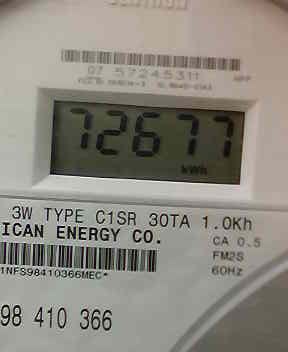 07 57245311
72677
kWh
3W TYPE C1SR 30TA 1.0Kh
ICAN ENERGY CO.
CA 0.5
FM2S
60Hz
1NFS98410366MEC*
98 410 366